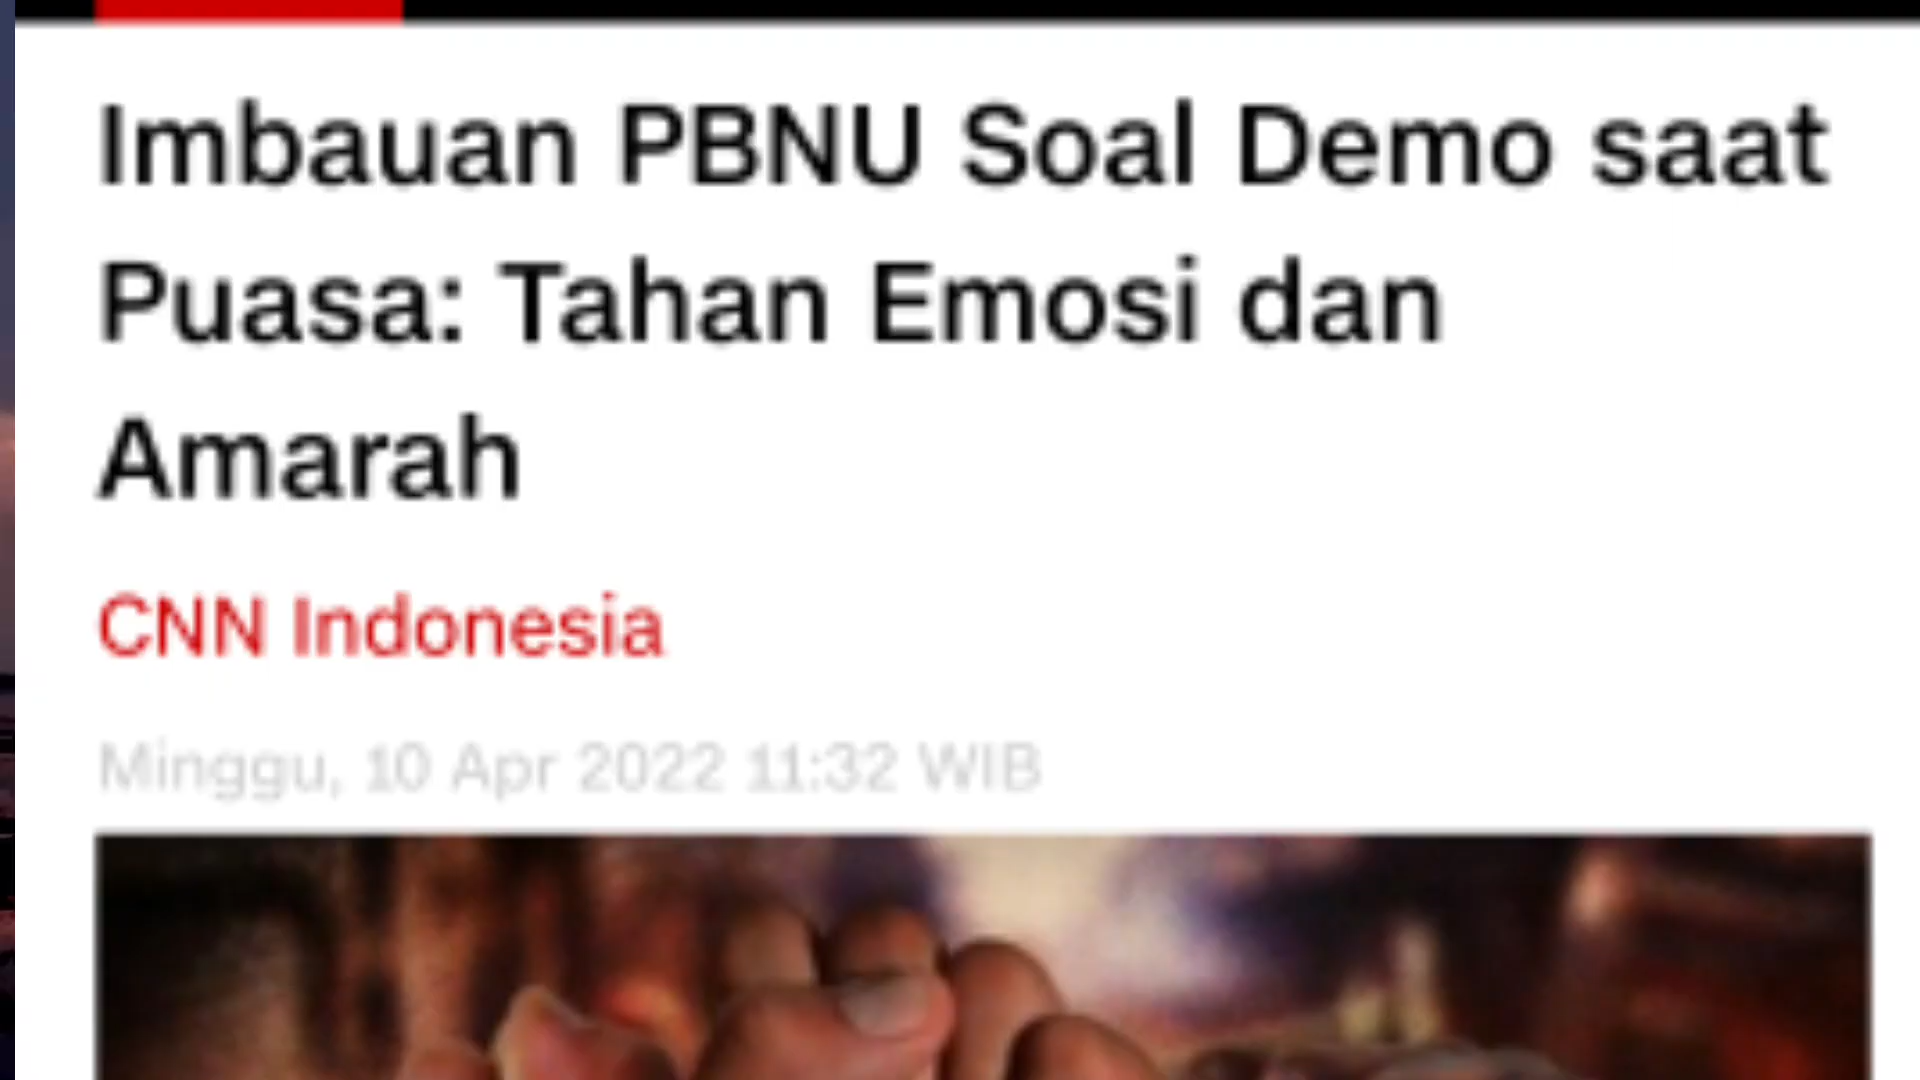 Imbauan PBNU Soal Demo saat
Puasa: Tahan Emosi dan
Amarah
CNN Indonesia
Minggu, 10 Apr 2022 11:32 WIB